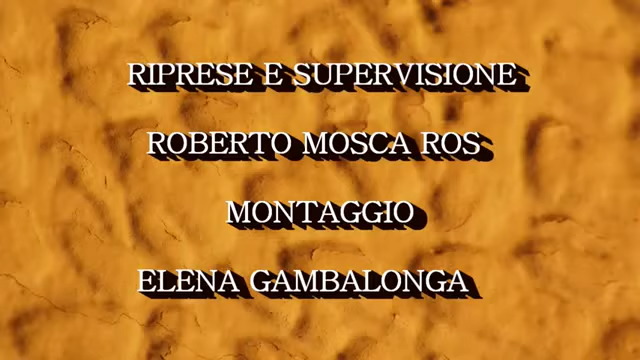 RIPRESE E SUPERVISIONE
ROBERTO MOSCA ROS
MONTAGGIO
ELENA GAMBALONGA